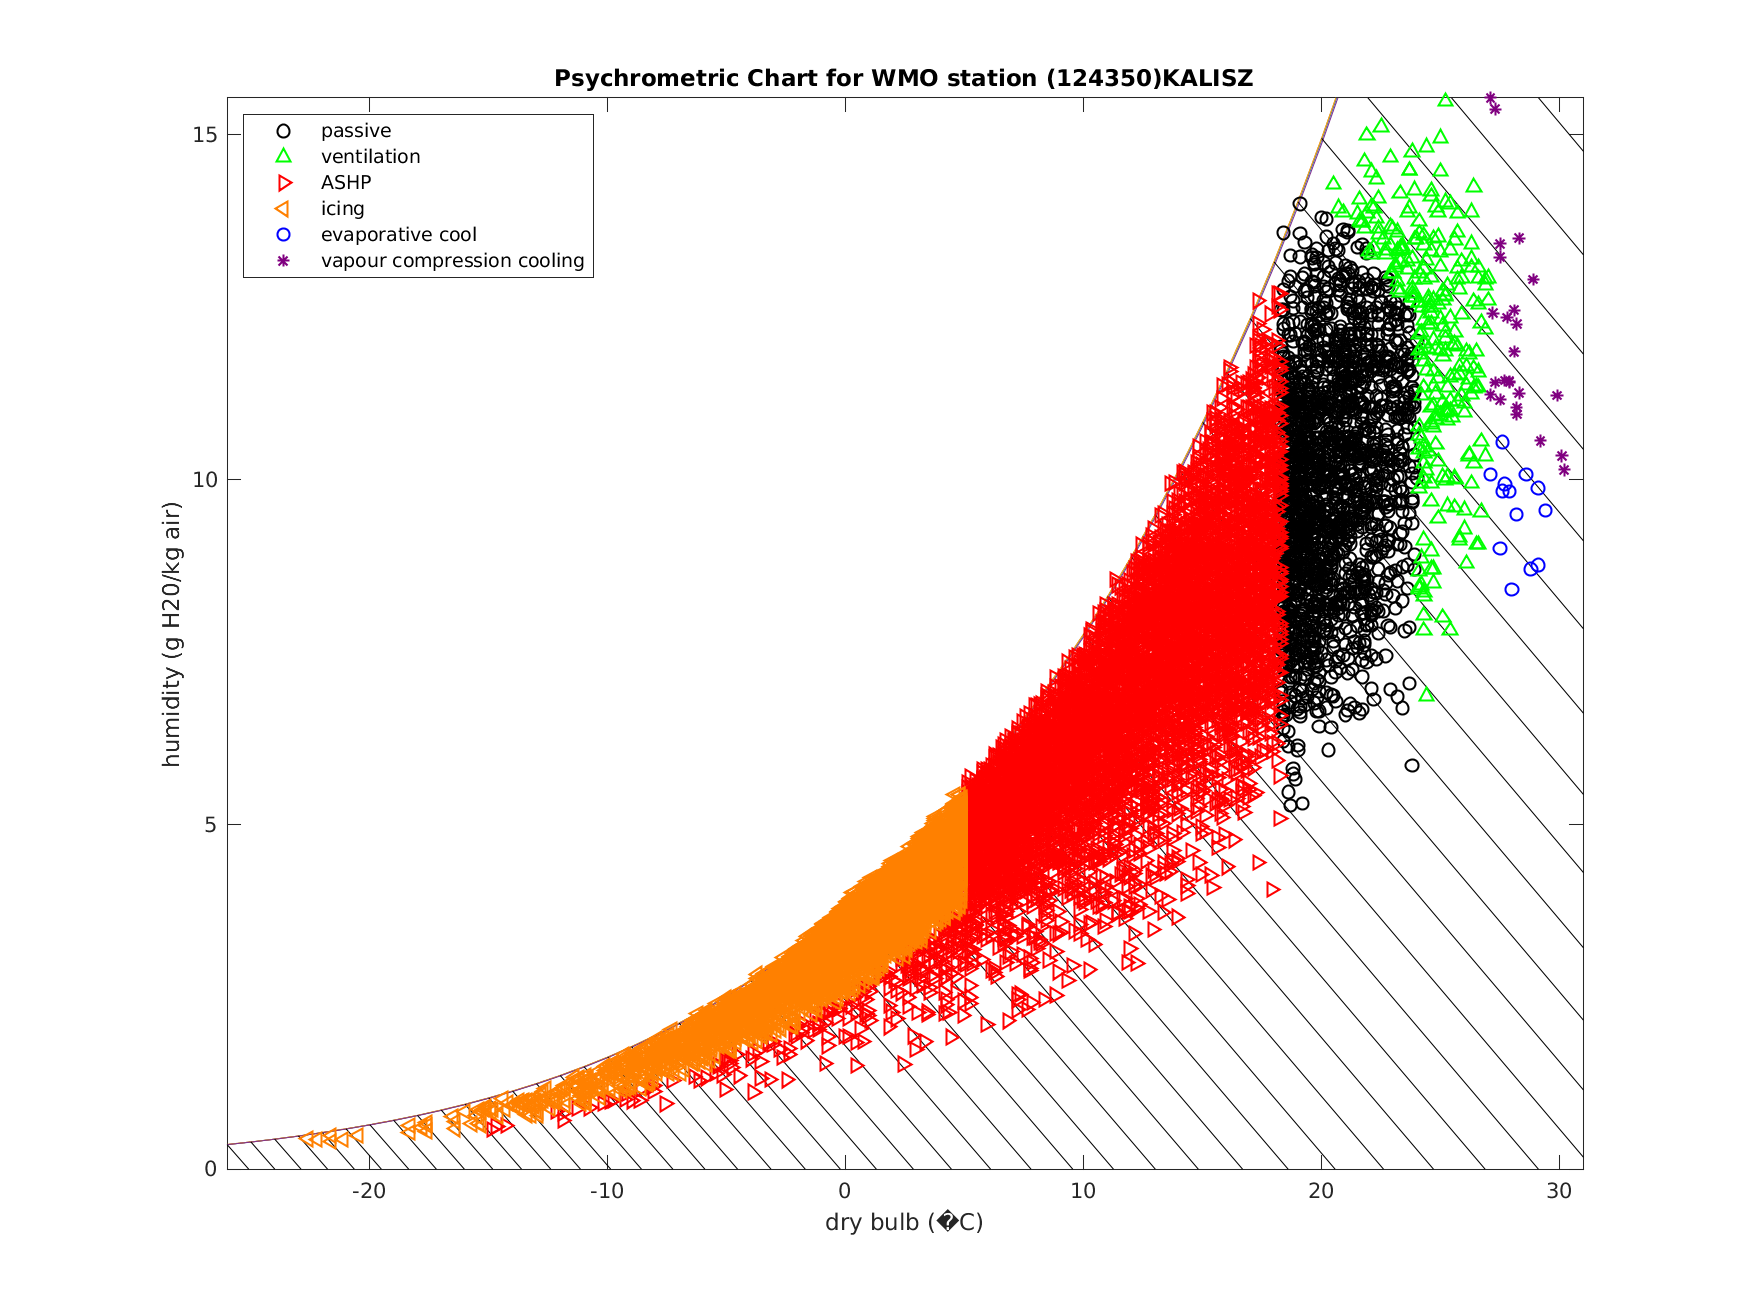 Psychrometric Chart for WMO station (124350)KALISZ
passive
ventilation
ASHP
icing
evaporative cool
vapour compression cooling
15
10
5
0
humidity (g H20/kg air)
-20 -10 0 10 20 30
dry bulb (�C)